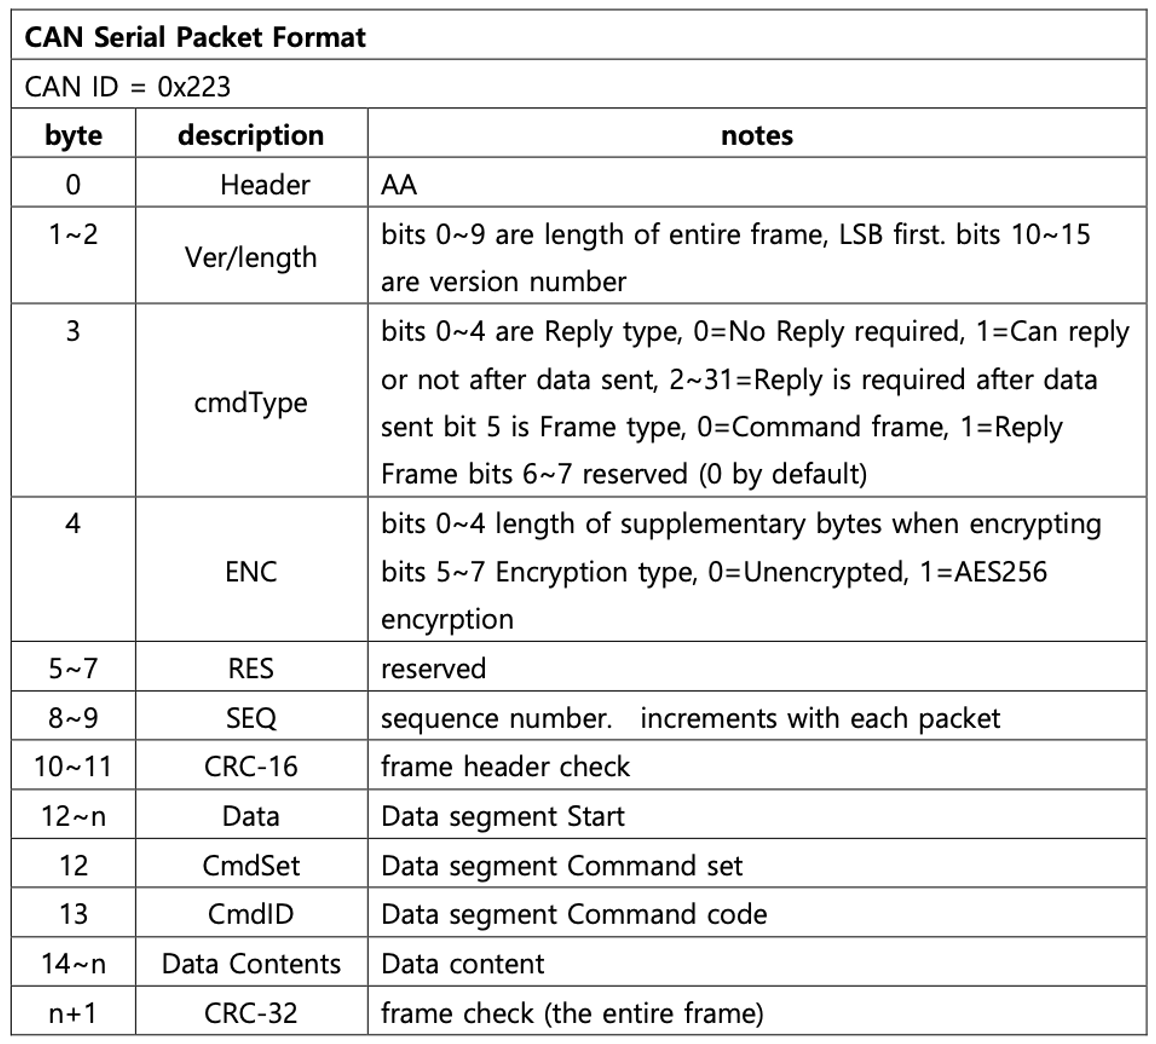 CAN Serial Packet Format
CAN ID = 0x223
byte description notes
0 Header AA
1~2 Ver/length bits 0~9 are length of entire frame, LSB first. bits 10~15
are version number
3 cmdType bits 0~4 are Reply type, 0=No Reply required, 1=Can reply
or not after data sent, 2~31=Reply is required after data
sent bit 5 is Frame type, 0=Command frame, 1=Reply
Frame bits 6~7 reserved (0 by default)
4 ENC bits 0~4 length of supplementary bytes when encrypting
bits 5~7 Encryption type, 0=Unencrypted, 1=AES256
encyrption
5~7 RES reserved
8~9 SEQ sequence number.   increments with each packet
10~11 CRC-16 frame header check
12~n Data Data segment Start
12 CmdSet Data segment Command set
13 CmdID Data segment Command code
14~n Data Contents Data content
n+1 CRC-32 frame check (the entire frame)